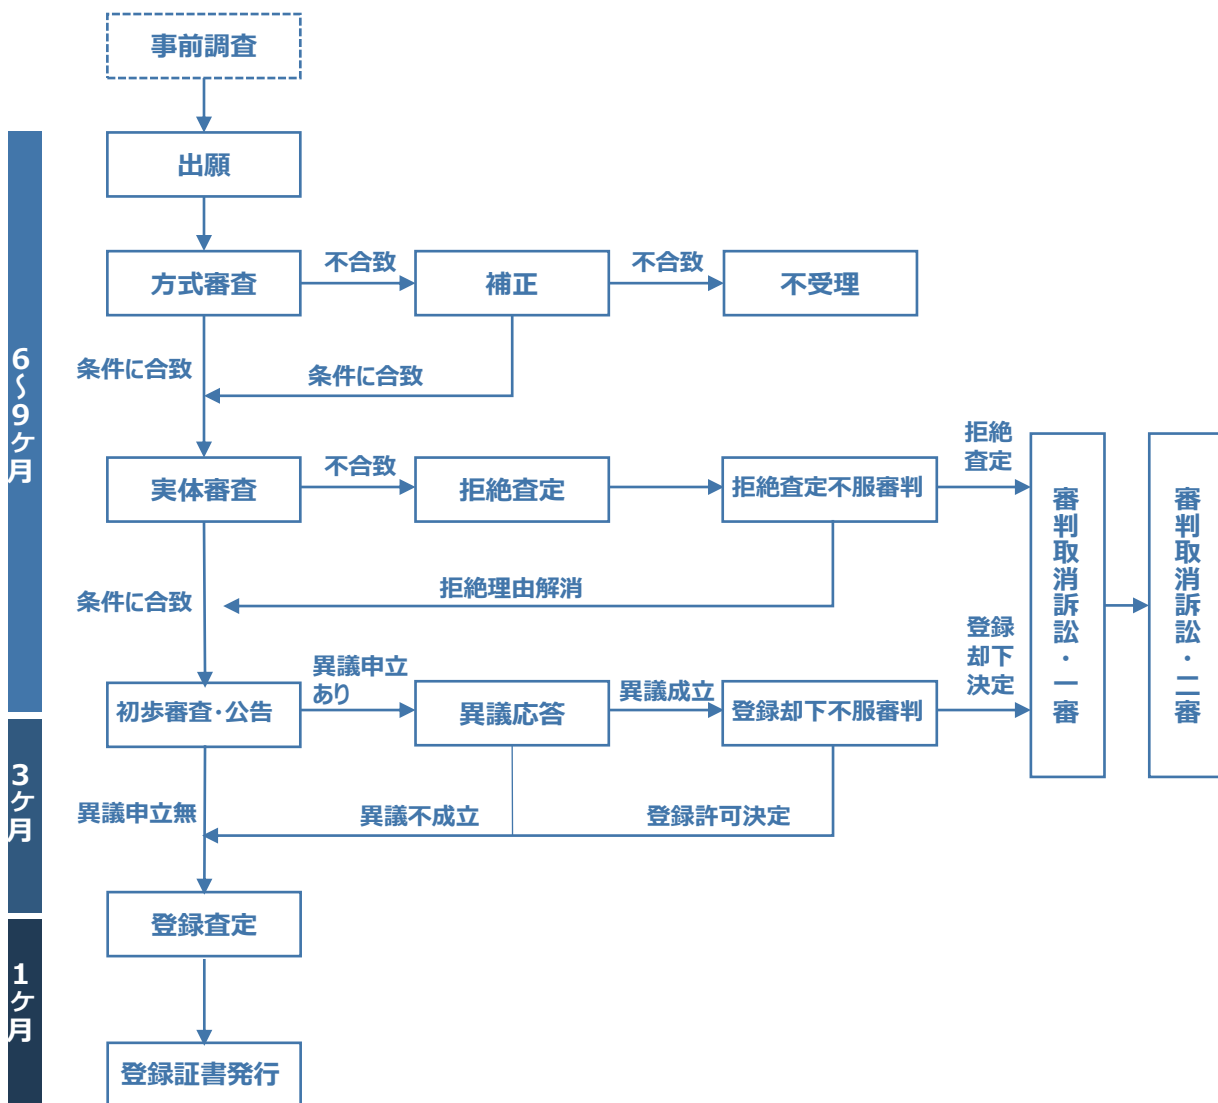 事前調査
出願
方式審査
不合致
補正
不合致
不受理
条件に合致
条件に合致
6～9ヶ月
実体審査
不合致
拒絶査定
拒絶査定不服審判
拒絶
査定
審判取消訴訟・一審
審判取消訴訟・二審
拒絶理由解消
条件に合致
初歩審査・公告
異議申立
あり
異議応答
異議成立
登録却下不服審判
登録
却下
決定
3ヶ月
異議申立無
異議不成立
登録許可決定
登録査定
1ヶ月
登録証書発行